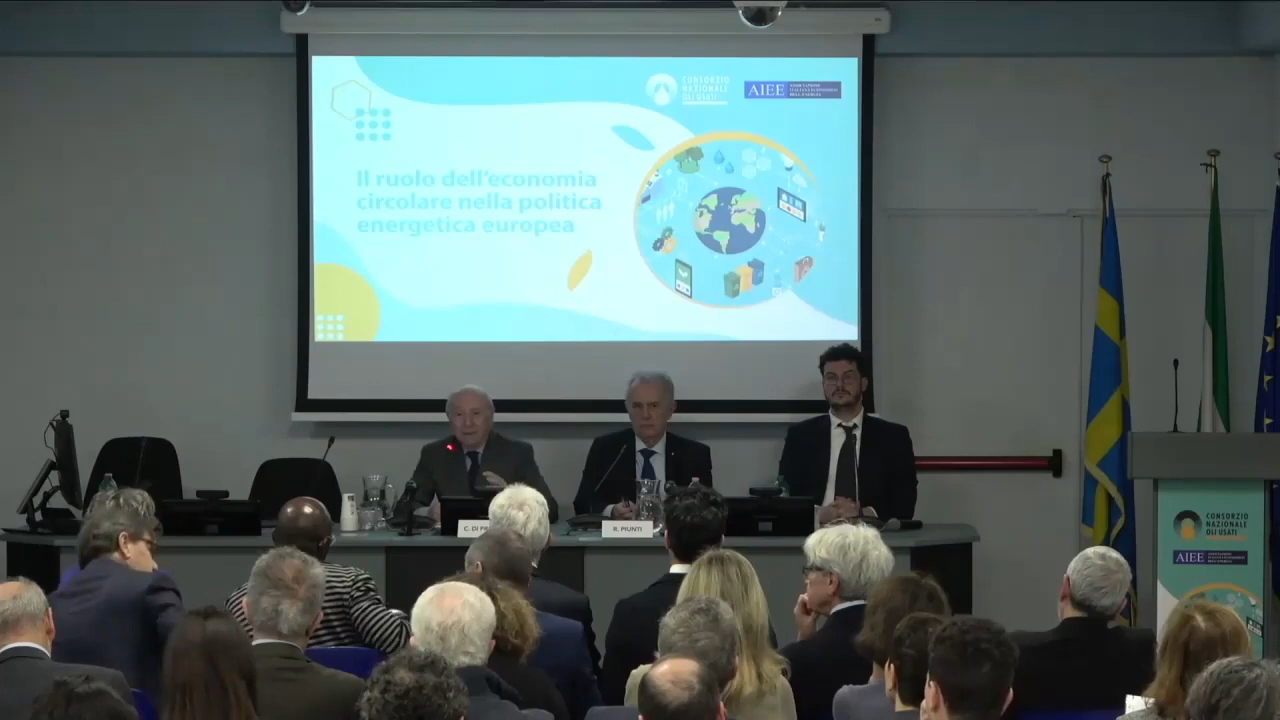 CONSORZIO
NAZIONALE
OLI USATI
AIEE
Il ruolo dell'economia
circolare nella politica
energetica europea
R. PIUNTI
CONSORZIO
NAZIONALE
OLI USATI
AIEE